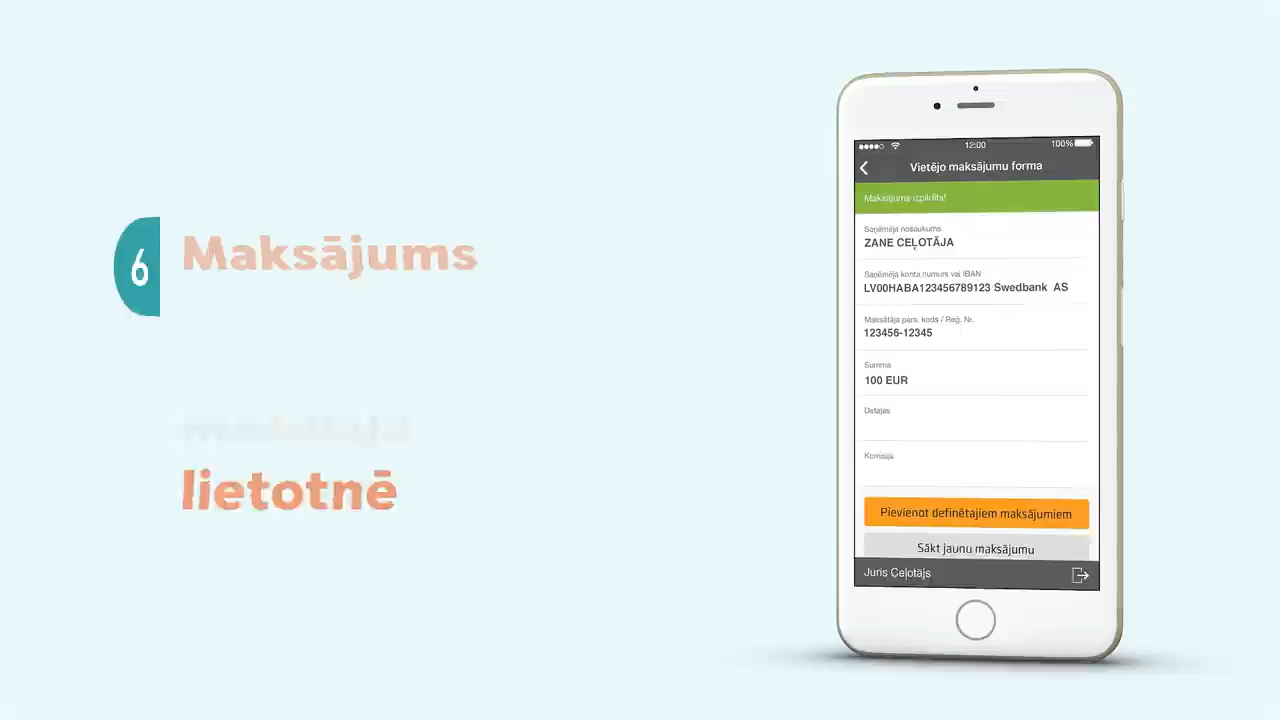 6
Maksājums
lietotnē
12:00
100%
Vietējo maksājumu forma
Maksājums izpildīts!
Saņēmēja nosaukums
ZANE CEĻOTĀJA
Saņēmēja konta numurs vai IBAN
LV00HABA123456789123 Swedbank AS
Maksātāja pers. kods / Reģ. Nr.
123456-12345
Summa
100 EUR
Detaļas
Komisija
Pievienot definētajiem maksājumiem
Sākt jaunu maksājumu
Juris Ceļotājs